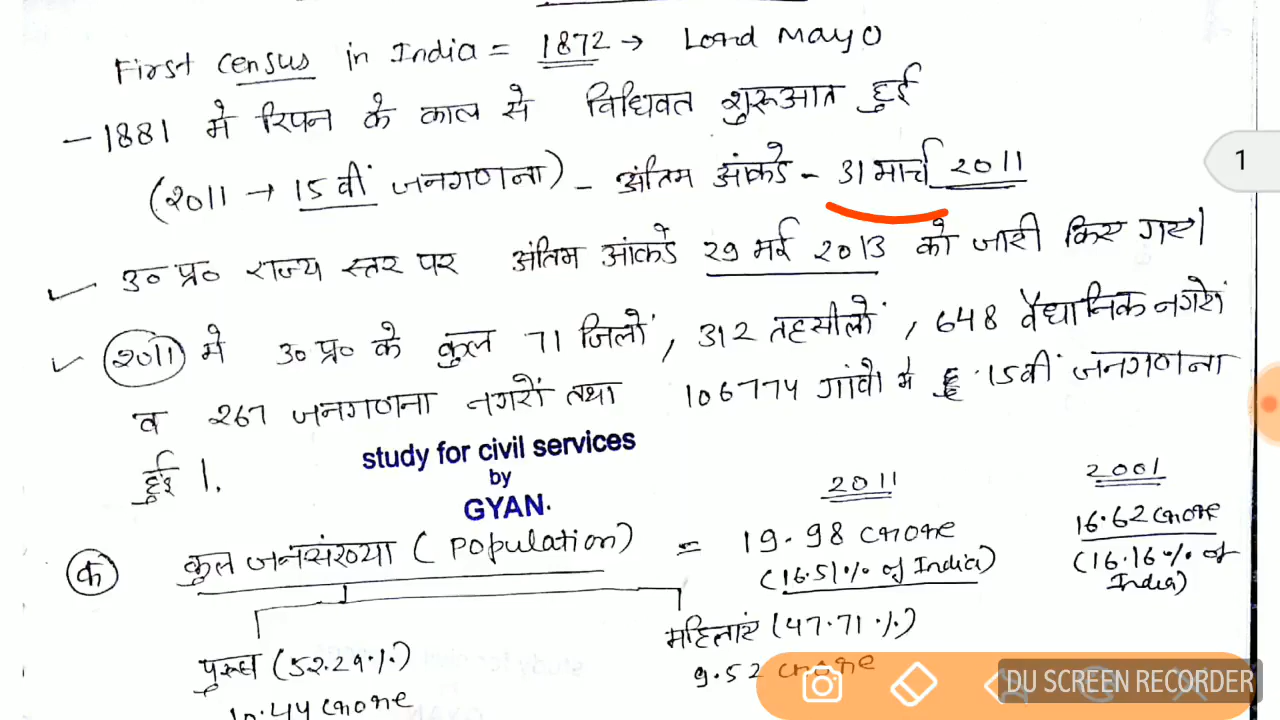 First Census in India = 1872 → Lord Mayo
– 1881 मे रिपन के काल से विधिवत शुरूआत हुई
(2011 → 15 वीं जनगणना) – अंतिम आंकडे – 31 मार्च 2011
1
उ० प्र० राज्य स्तर पर अंतिम आंकडे 29 मई 2013 को जारी किए गए।
2011 मे उ० प्र० के कुल 71 जिलों, 312 तहसीलों, 648 वैधानिक नगरों
व 267 जनगणना नगरों तथा 106774 गांवों मे 15वीं जनगणना
हुई ।.
study for civil services
by
GYAN.
2011 2001
(क) कुल जनसंख्या (Population) = 19.98 crore 16.62 crore
(16.51% of India) (16.16% of India)
पुरूष (52.29%) महिलाएं (47.71%)
10.44 crore 9.52 crore
DU SCREEN RECORDER